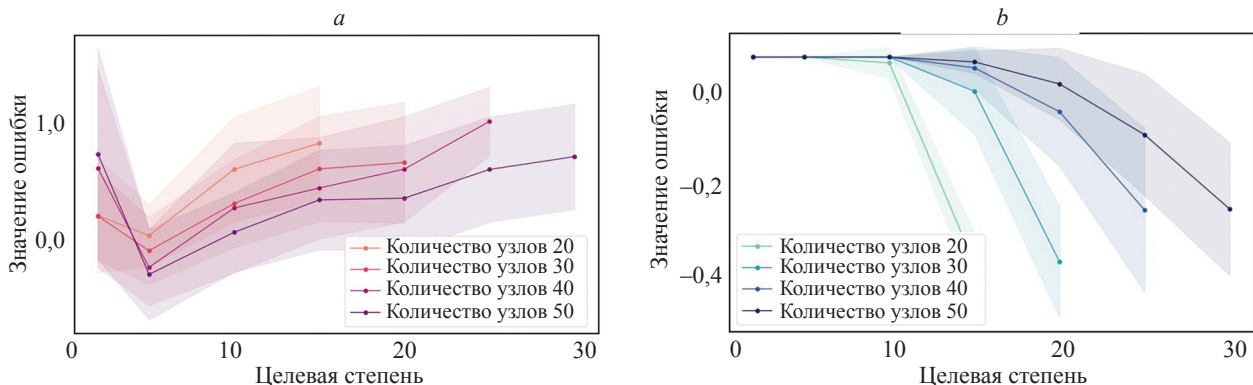 a
Значение ошибки
1,0
0,0
Количество узлов 20
Количество узлов 30
Количество узлов 40
Количество узлов 50
0
10
20
30
Целевая степень
b
Значение ошибки
0,0
–0,2
–0,4
Количество узлов 20
Количество узлов 30
Количество узлов 40
Количество узлов 50
0
10
20
30
Целевая степень